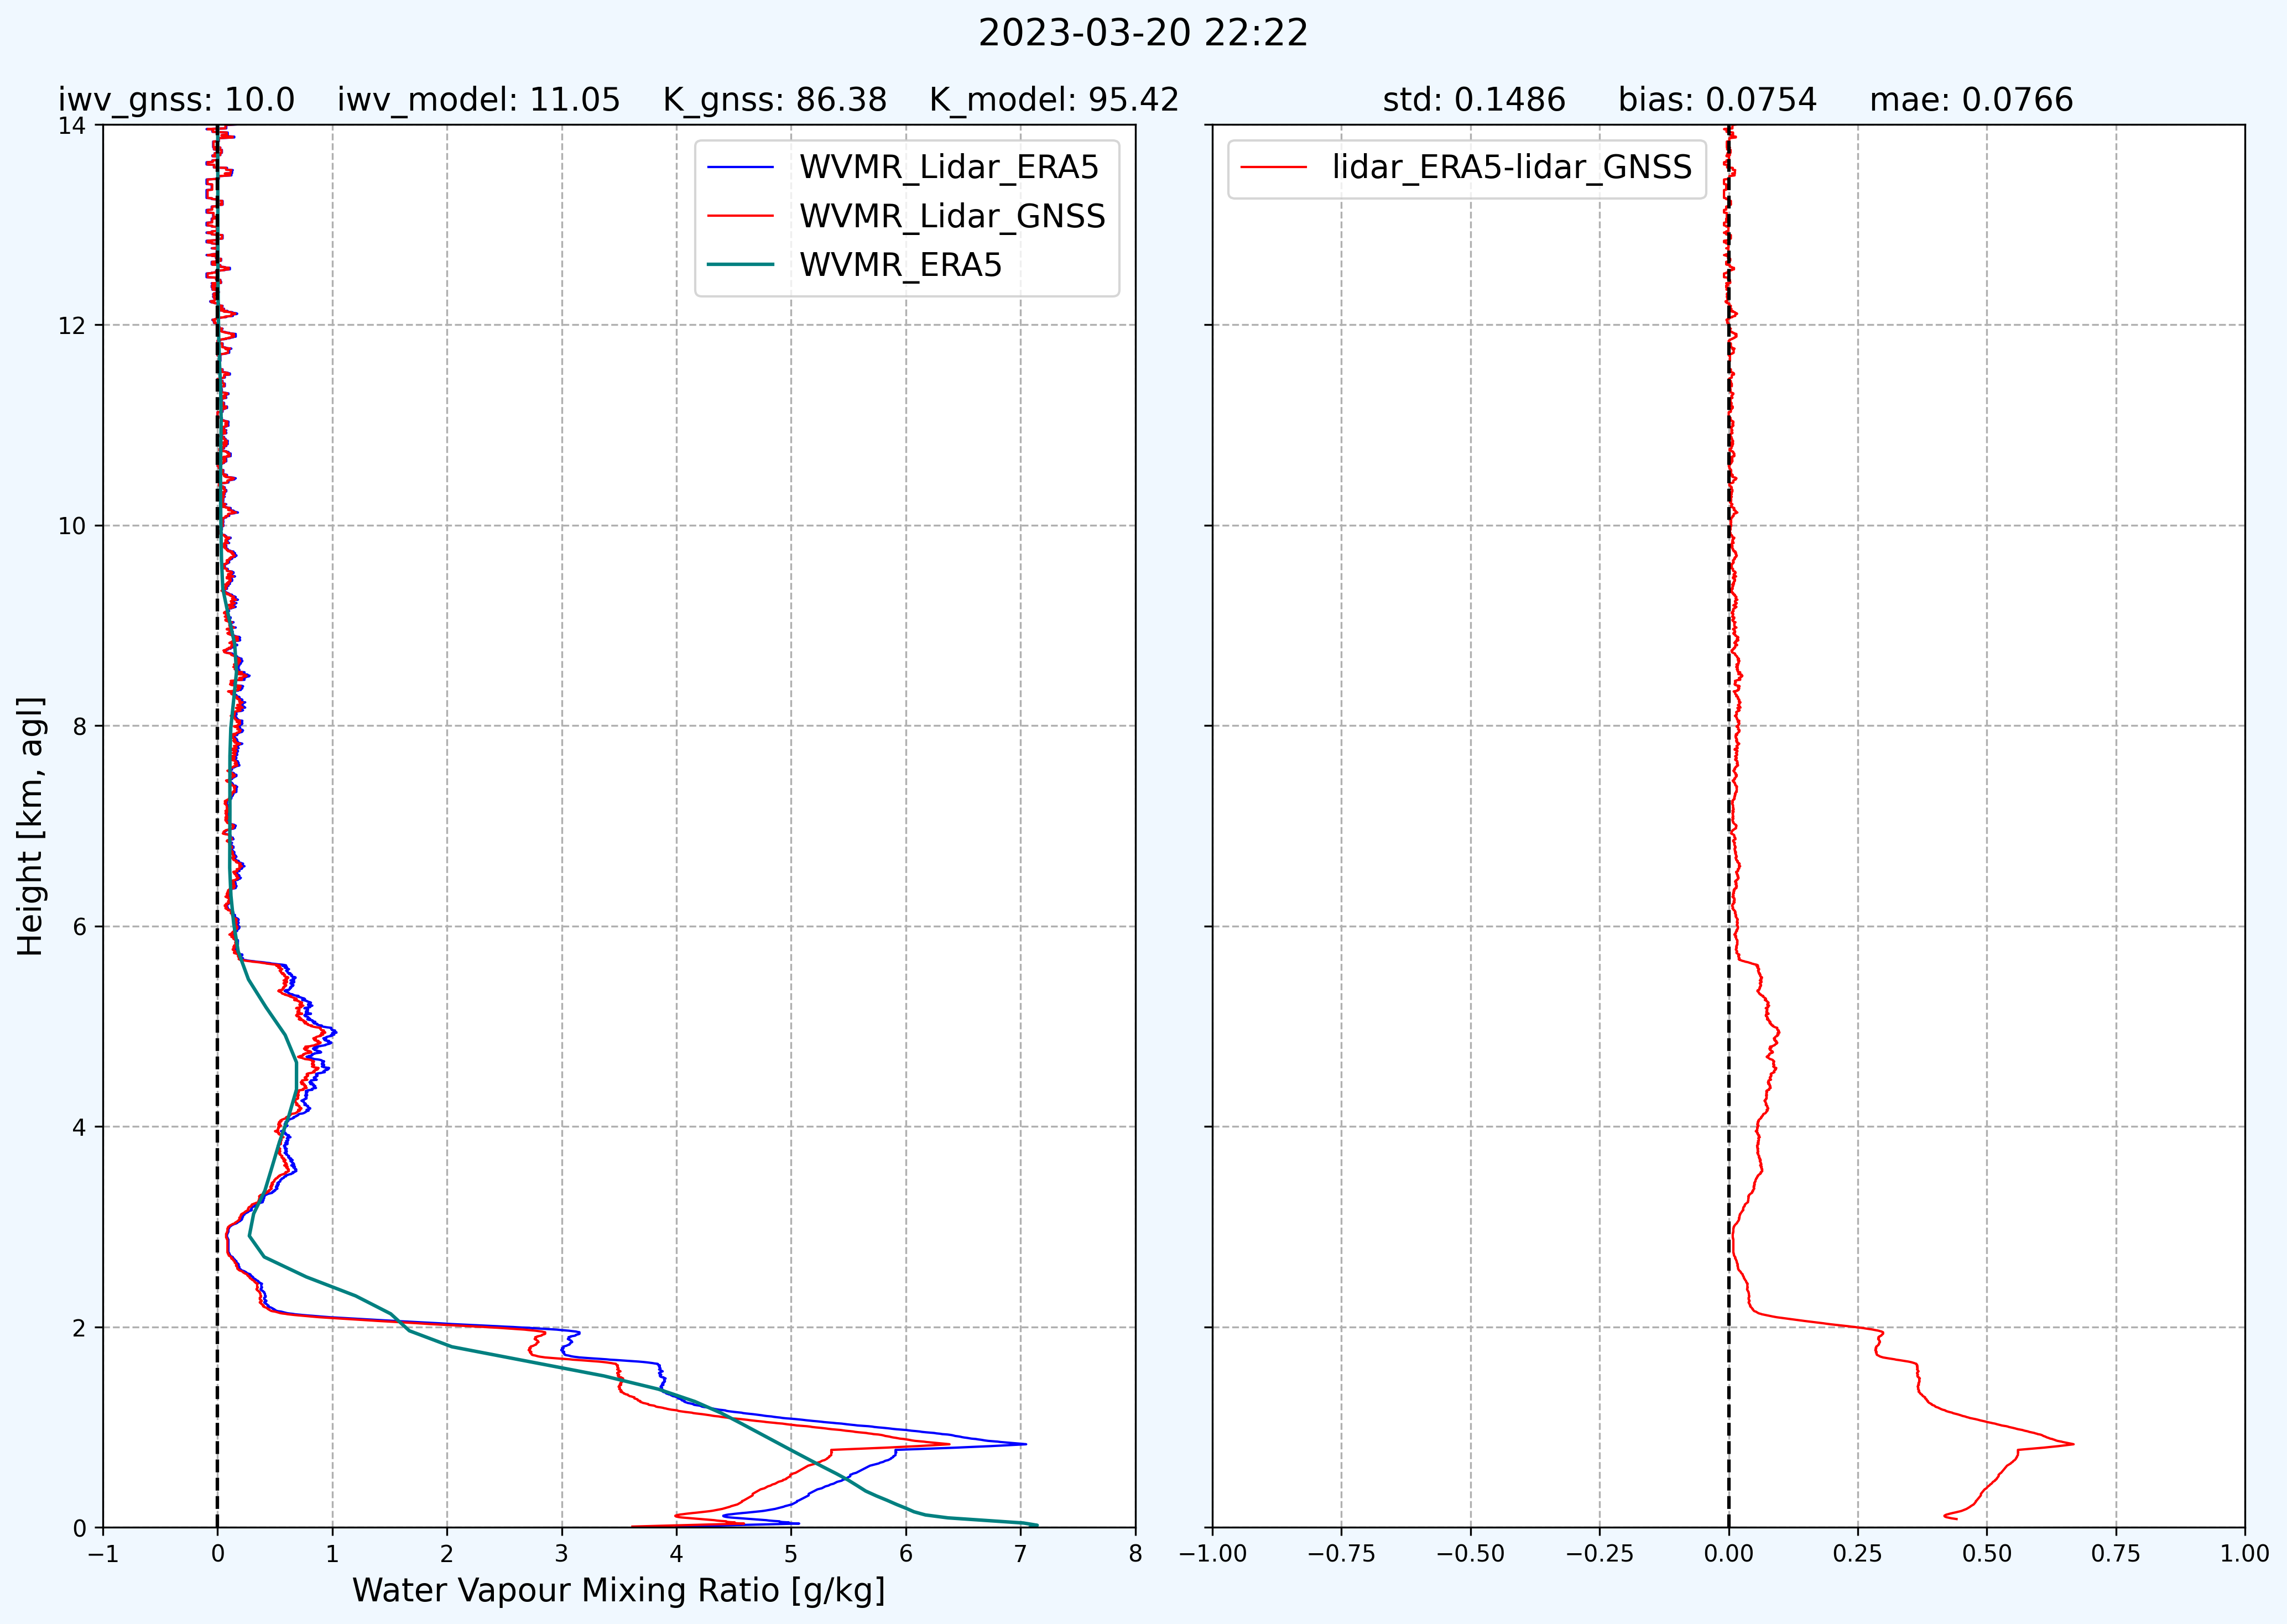 2023-03-20 22:22
iwv_gnss: 10.0 iwv_model: 11.05 K_gnss: 86.38 K_model: 95.42
std: 0.1486 bias: 0.0754 mae: 0.0766
WVMR_Lidar_ERA5
WVMR_Lidar_GNSS
WVMR_ERA5
lidar_ERA5-lidar_GNSS
Height [km, agl]
14
12
10
8
6
4
2
0
−1 0 1 2 3 4 5 6 7 8
Water Vapour Mixing Ratio [g/kg]
−1.00 −0.75 −0.50 −0.25 0.00 0.25 0.50 0.75 1.00